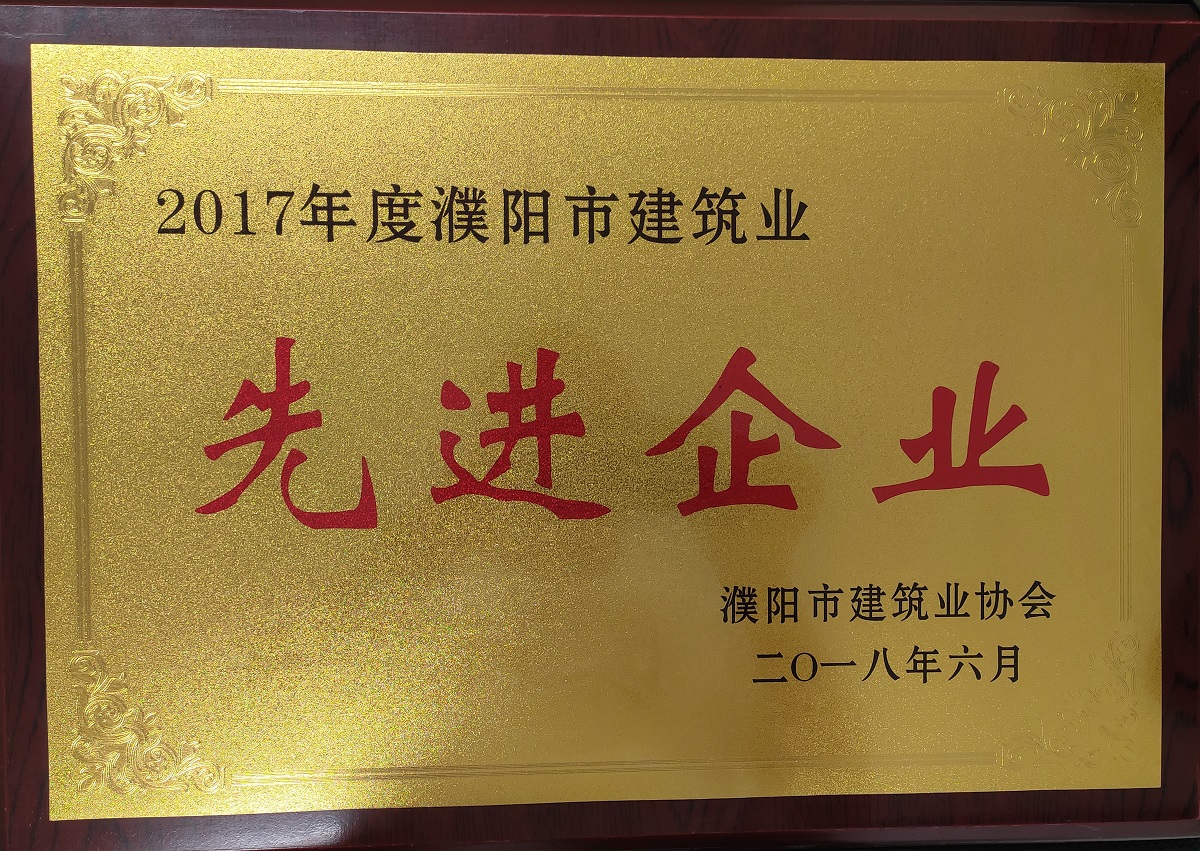 2017年度濮阳市建筑业
先进企业
濮阳市建筑业协会
二〇一八年六月